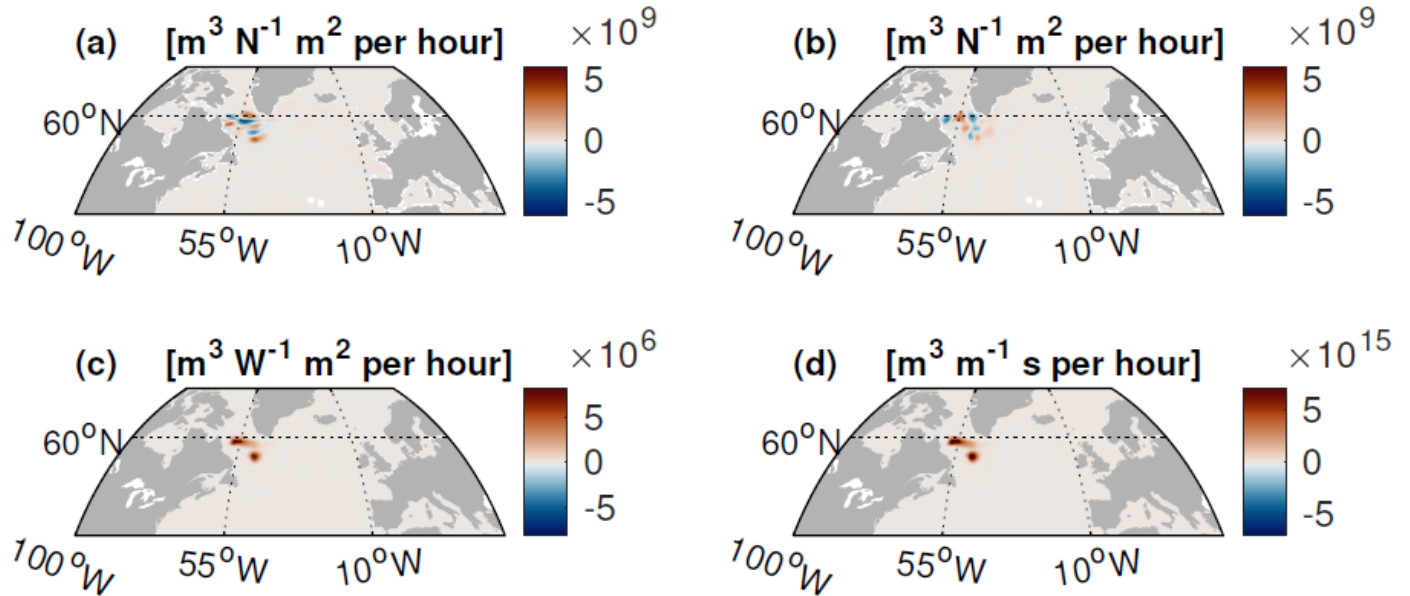 (a) [m³ N⁻¹ m² per hour] ×10⁹
5
60°N
0
-5
100°W 55°W 10°W
(b) [m³ N⁻¹ m² per hour] ×10⁹
5
60°N
0
-5
100°W 55°W 10°W
(c) [m³ W⁻¹ m² per hour] ×10⁶
5
60°N
0
-5
100°W 55°W 10°W
(d) [m³ m⁻¹ s per hour] ×10¹⁵
5
60°N
0
-5
100°W 55°W 10°W